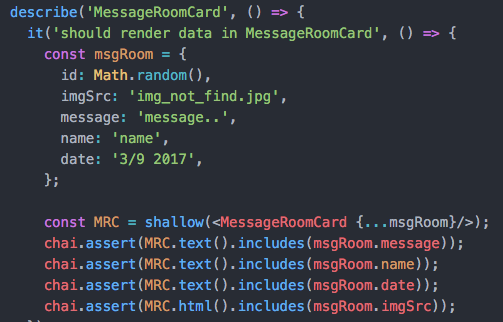 describe('MessageRoomCard', () => {
  it('should render data in MessageRoomCard', () => {
    const msgRoom = {
      id: Math.random(),
      imgSrc: 'img_not_find.jpg',
      message: 'message..',
      name: 'name',
      date: '3/9 2017',
    };

    const MRC = shallow(<MessageRoomCard {...msgRoom}/>);
    chai.assert(MRC.text().includes(msgRoom.message));
    chai.assert(MRC.text().includes(msgRoom.name));
    chai.assert(MRC.text().includes(msgRoom.date));
    chai.assert(MRC.html().includes(msgRoom.imgSrc));